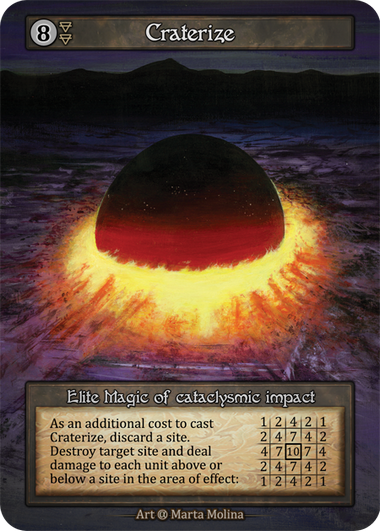 8 Craterize
Elite Magic of cataclysmic impact
As an additional cost to cast
Craterize, discard a site.
Destroy target site and deal
damage to each unit above or
below a site in the area of effect:
1 2 4 2 1
2 4 7 4 2
4 7 10 7 4
2 4 7 4 2
1 2 4 2 1
Art @ Marta Molina